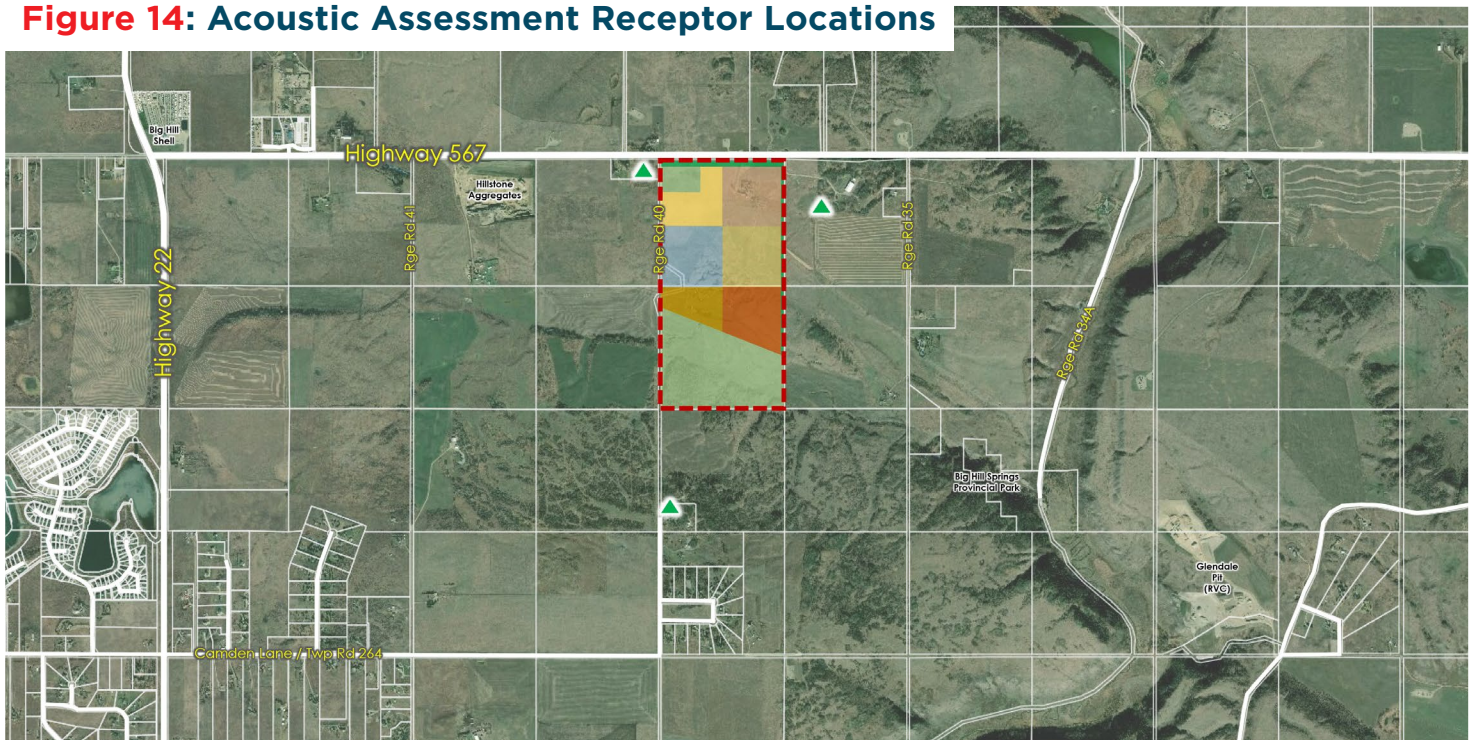 Figure 14: Acoustic Assessment Receptor Locations
Big Hill
Shell
Highway 567
Hillstone
Aggregates
Rge Rd 41
Rge Rd 40
Rge Rd 35
Highway 22
Rge Rd 34A
Big Hill Springs
Provincial Park
Glendale
Pit
(RVC)
Camden Lane / Twp Rd 264